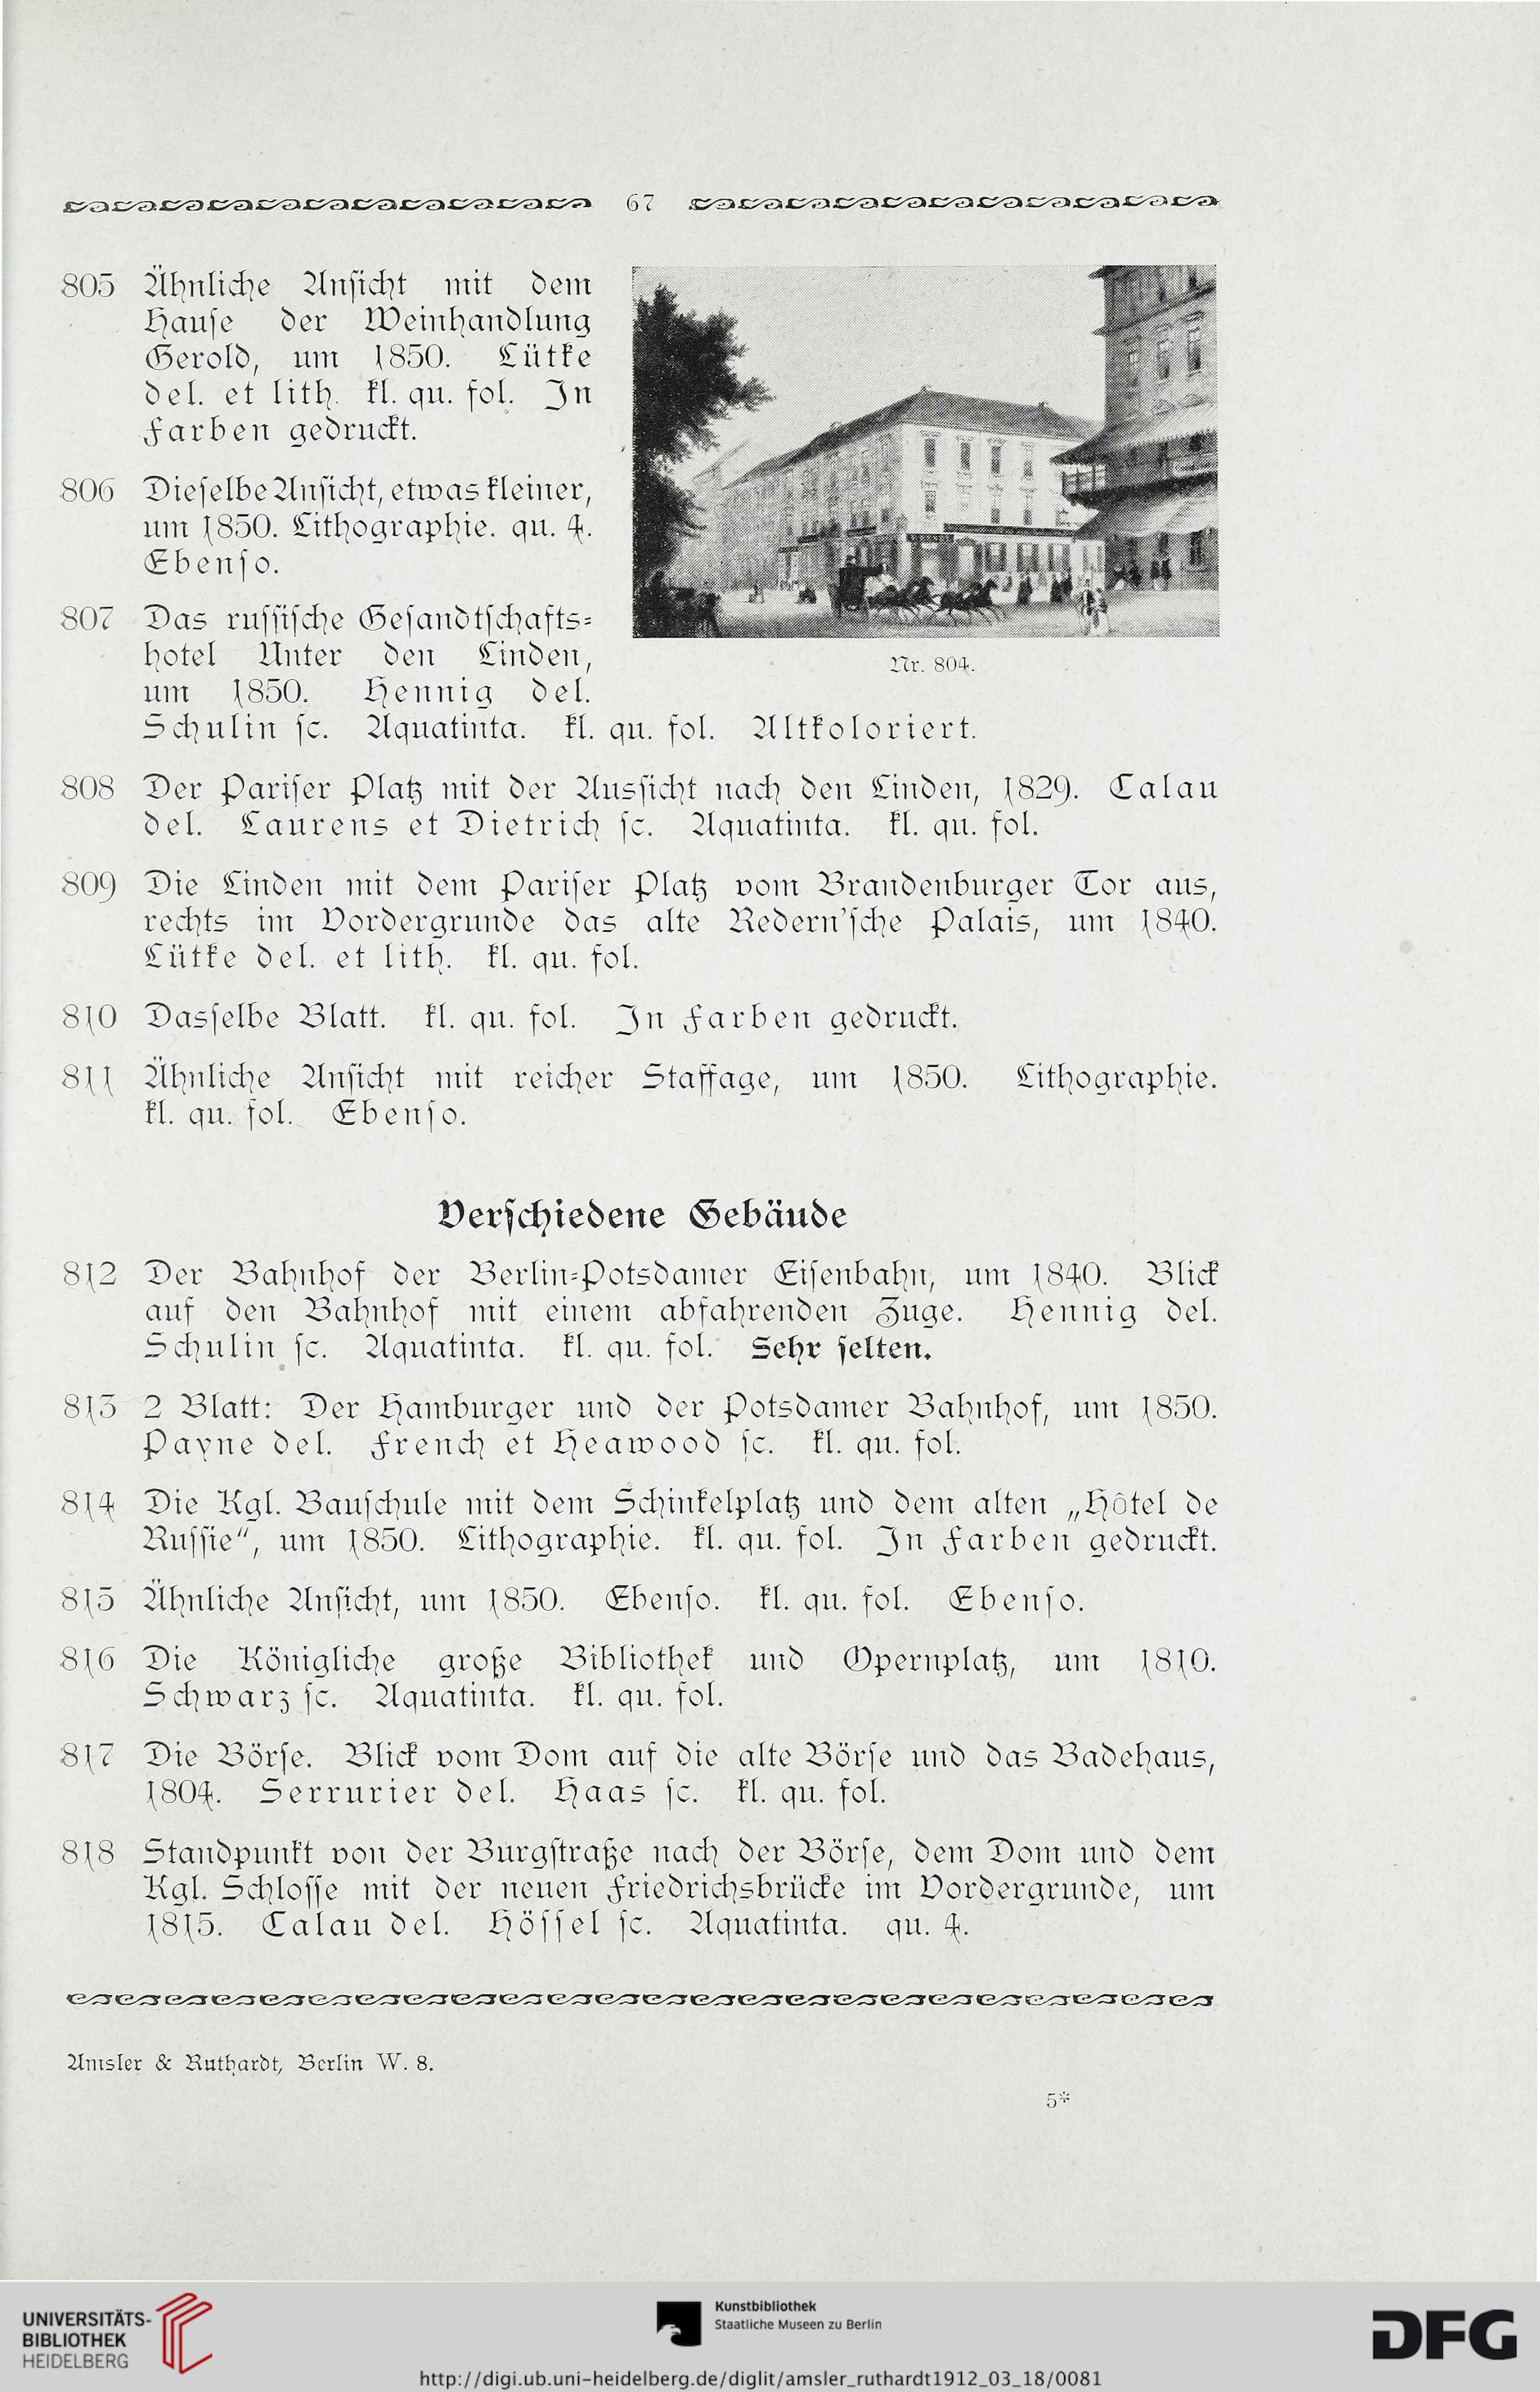 67
805 Ähnliche Ansicht mit dem
Hause der Weinhandlung
Gerold, um 1850. Lütke
del. et lith. kl. qu. fol. In
Farben gedruckt.
806 Dieselbe Ansicht, etwas kleiner,
um 1850. Lithographie. qu. 4.
Ebenso.
807 Das russische Gesandtschafts-
hotel Unter den Linden,
um 1850. Hennig del.
Schulin sc. Aquatinta. kl. qu. fol. Altkoloriert.
Nr. 804.
808 Der Pariser Platz mit der Aussicht nach den Linden, 1829. Calau
del. Laurens et Dietrich sc. Aquatinta. kl. qu. fol.
809 Die Linden mit dem Pariser Platz vom Brandenburger Tor aus,
rechts im Vordergrunde das alte Redern'sche Palais, um 1840.
Lütke del. et lith. kl. qu. fol.
810 Dasselbe Blatt. kl. qu. fol. In Farben gedruckt.
811 Ähnliche Ansicht mit reicher Staffage, um 1850. Lithographie.
kl. qu. fol. Ebenso.
Verschiedene Gebäude
812 Der Bahnhof der Berlin-Potsdamer Eisenbahn, um 1840. Blick
auf den Bahnhof mit einem abfahrenden Zuge. Hennig del.
Schulin sc. Aquatinta. kl. qu. fol. Sehr selten.
813 2 Blatt: Der Hamburger und der Potsdamer Bahnhof, um 1850.
Payne del. French et Heawood sc. kl. qu. fol.
814 Die Kgl. Bauschule mit dem Schinkelplatz und dem alten „Hôtel de
Russie“, um 1850. Lithographie. kl. qu. fol. In Farben gedruckt.
815 Ähnliche Ansicht, um 1850. Ebenso. kl. qu. fol. Ebenso.
816 Die Königliche große Bibliothek und Opernplatz, um 1810.
Schwarz sc. Aquatinta. kl. qu. fol.
817 Die Börse. Blick vom Dom auf die alte Börse und das Badehaus,
1804. Serrurier del. Haas sc. kl. qu. fol.
818 Standpunkt von der Burgstraße nach der Börse, dem Dom und dem
Kgl. Schlosse mit der neuen Friedrichsbrücke im Vordergrunde, um
1815. Calau del. Hössel sc. Aquatinta. qu. 4.
Amsler & Ruthardt, Berlin W. 8.
5*
UNIVERSITÄTS-
BIBLIOTHEK
HEIDELBERG
Kunstbibliothek
Staatliche Museen zu Berlin
DFG
http://digi.ub.uni-heidelberg.de/diglit/amsler_ruthardt1912_03_18/0081